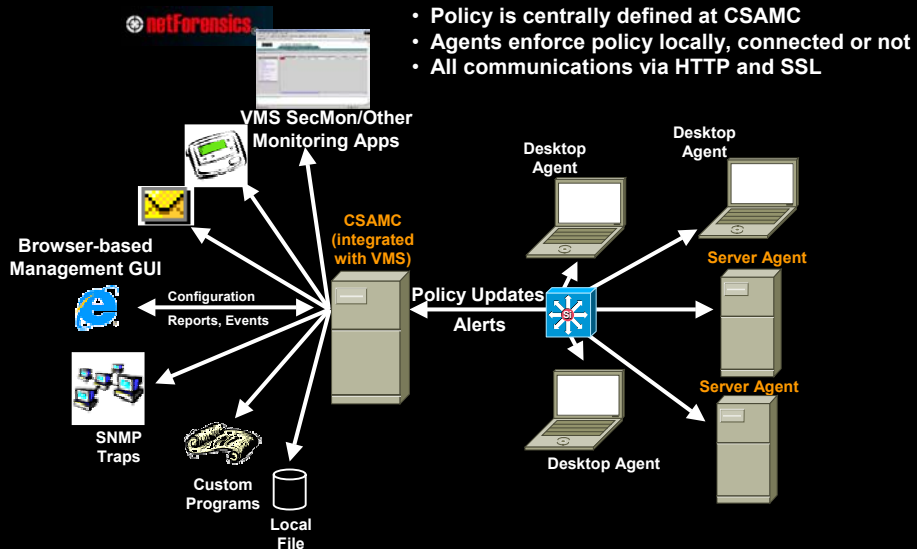 netForensics
• Policy is centrally defined at CSAMC
• Agents enforce policy locally, connected or not
• All communications via HTTP and SSL
VMS SecMon/Other
Monitoring Apps
Desktop
Agent
Desktop
Agent
CSAMC
(integrated
with VMS)
Browser-based
Management GUI
Server Agent
Configuration
Reports, Events
Policy Updates
Alerts
Si
Server Agent
SNMP
Traps
Desktop Agent
Custom
Programs
Local
File